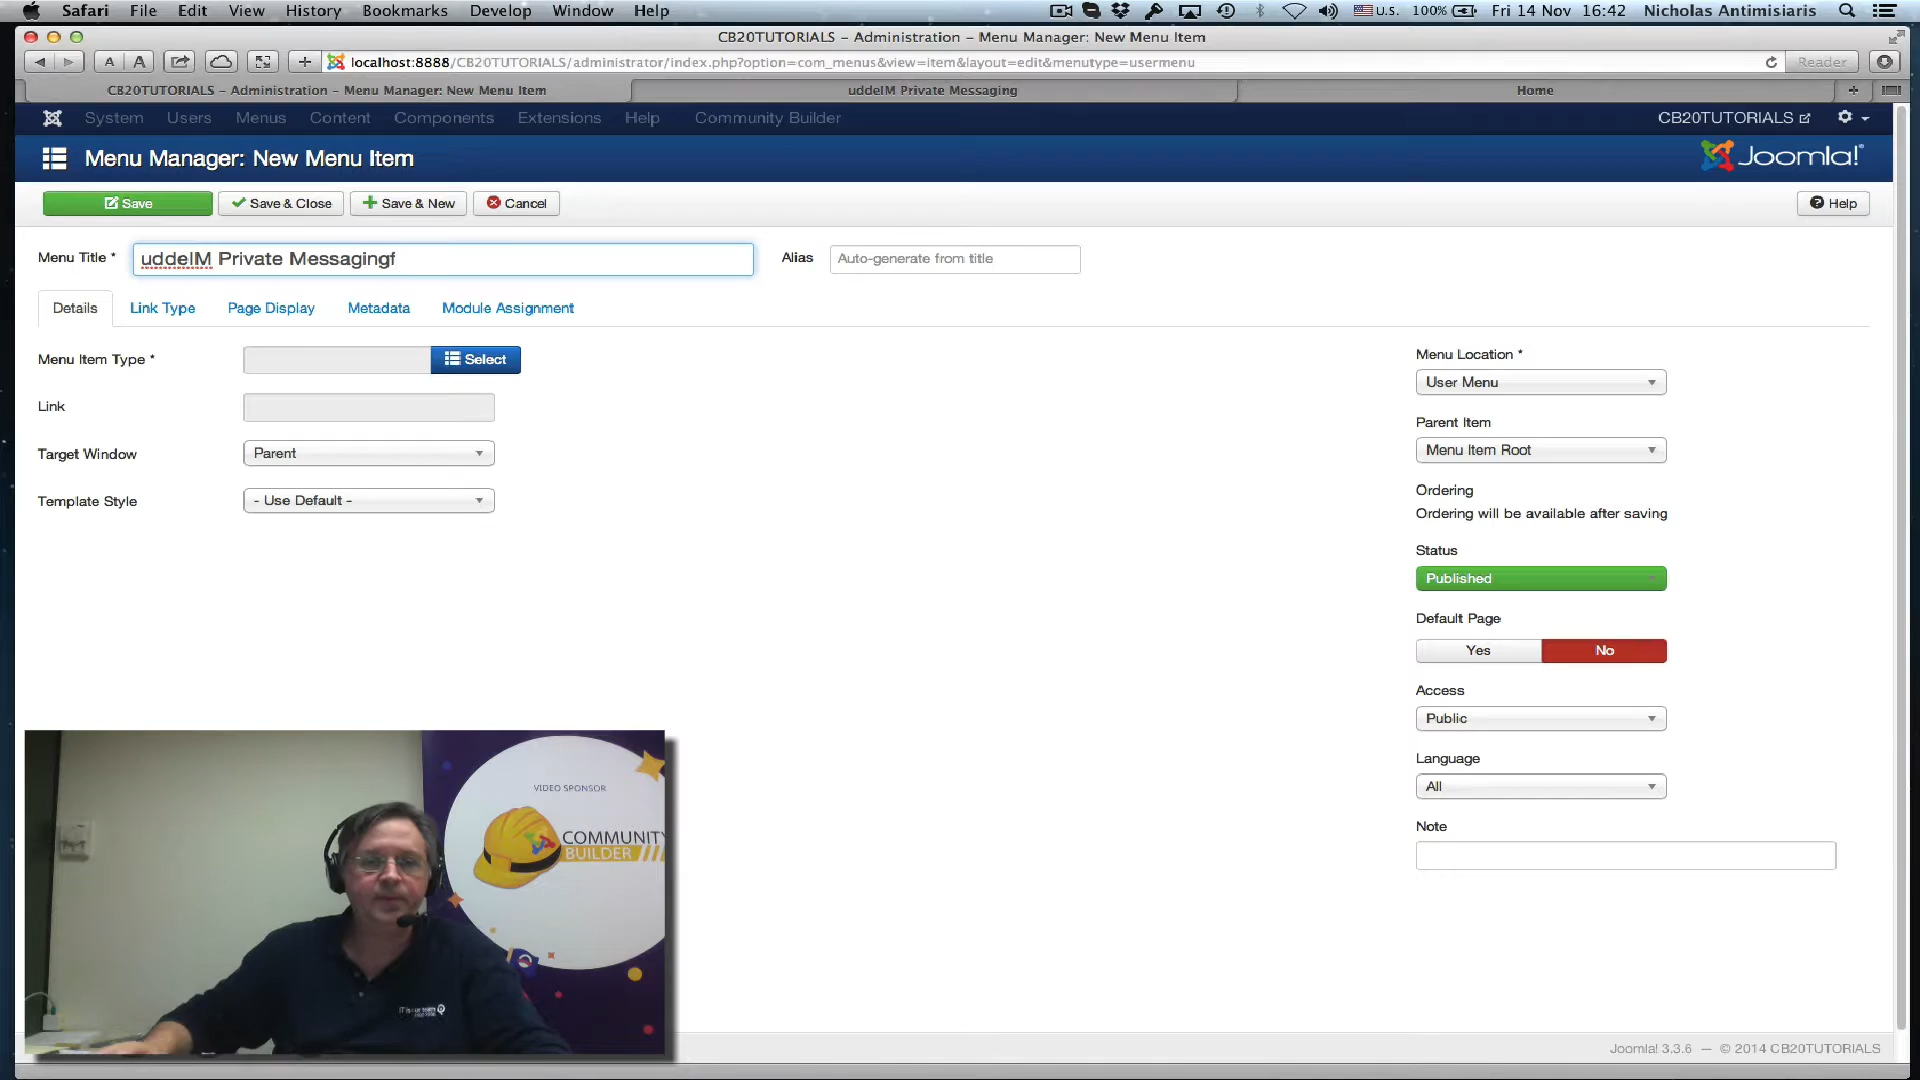 Safari File Edit View History Bookmarks Develop Window Help U.S. 100% Fri 14 Nov 16:42 Nicholas Antimisiaris
CB20TUTORIALS – Administration – Menu Manager: New Menu Item
A A + localhost:8888/CB20TUTORIALS/administrator/index.php?option=com_menus&view=item&layout=edit&menutype=usermenu Reader
CB20TUTORIALS – Administration – Menu Manager: New Menu Item uddeIM Private Messaging Home +
System Users Menus Content Components Extensions Help Community Builder CB20TUTORIALS
Menu Manager: New Menu Item Joomla!®
Save Save & Close Save & New Cancel Help
Menu Title * uddeIM Private Messagingf Alias Auto-generate from title
Details Link Type Page Display Metadata Module Assignment
Menu Item Type * Select
Link
Target Window Parent
Template Style - Use Default -
Menu Location *
User Menu
Parent Item
Menu Item Root
Ordering
Ordering will be available after saving
Status
Published
Default Page
Yes No
Access
Public
Language
All
Note
VIDEO SPONSOR
COMMUNITY
BUILDER
Joomla! 3.3.6 — © 2014 CB20TUTORIALS